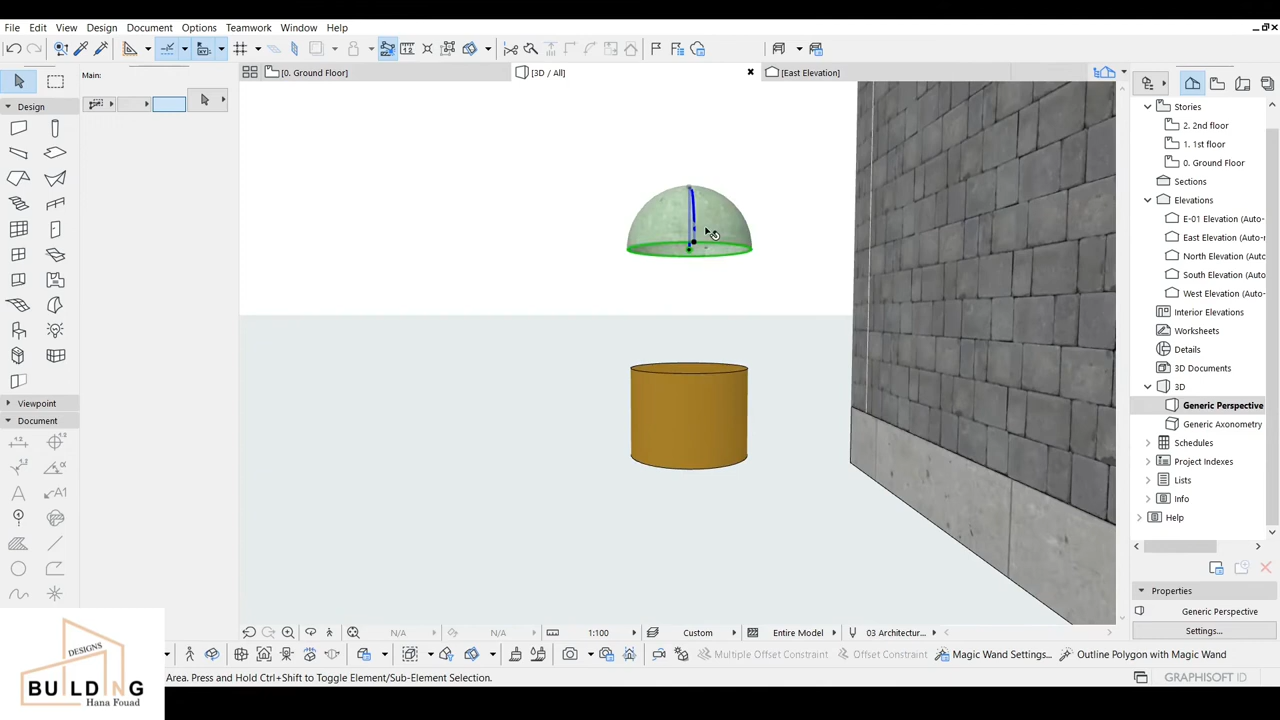 File Edit View Design Document Options Teamwork Window Help
[0. Ground Floor] [3D / All] [East Elevation]
Main:
Design
Viewpoint
Document
A1
Stories
2. 2nd floor
1. 1st floor
0. Ground Floor
Sections
Elevations
E-01 Elevation (Auto-
East Elevation (Auto-
North Elevation (Auto-
South Elevation (Auto-
West Elevation (Auto-
Interior Elevations
Worksheets
Details
3D Documents
3D
Generic Perspective
Generic Axonometry
Schedules
Project Indexes
Lists
Info
Help
Properties
Generic Perspective
Settings...
N/A N/A 1:100 Custom Entire Model 03 Architectur...
Multiple Offset Constraint Offset Constraint Magic Wand Settings... Outline Polygon with Magic Wand
Area. Press and Hold Ctrl+Shift to Toggle Element/Sub-Element Selection.
GRAPHISOFT ID
DESIGNS
BUILDING
Hana Fouad